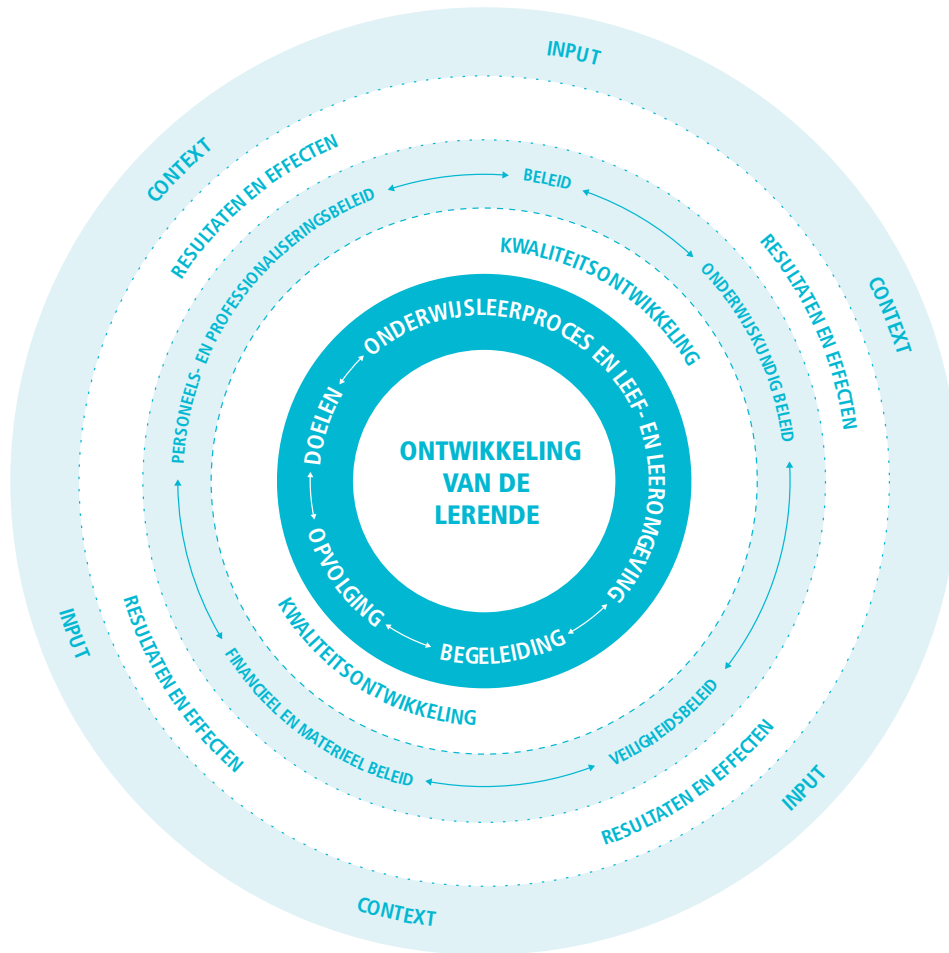 INPUT
CONTEXT
CONTEXT
INPUT
INPUT
CONTEXT
RESULTATEN EN EFFECTEN
RESULTATEN EN EFFECTEN
RESULTATEN EN EFFECTEN
RESULTATEN EN EFFECTEN
BELEID
ONDERWIJSKUNDIG BELEID
VEILIGHEIDSBELEID
FINANCIEEL EN MATERIEEL BELEID
PERSONEELS- EN PROFESSIONALISERINGSBELEID
KWALITEITSONTWIKKELING
KWALITEITSONTWIKKELING
ONDERWIJSLEERPROCES EN LEEF- EN LEEROMGEVING
BEGELEIDING
OPVOLGING
DOELEN
ONTWIKKELING
VAN DE
LERENDE